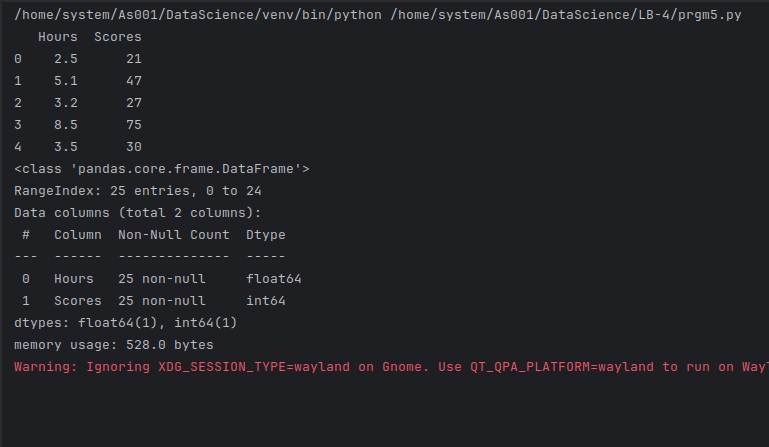 /home/system/As001/DataScience/venv/bin/python /home/system/As001/DataScience/LB-4/prgm5.py
   Hours  Scores
0    2.5      21
1    5.1      47
2    3.2      27
3    8.5      75
4    3.5      30
<class 'pandas.core.frame.DataFrame'>
RangeIndex: 25 entries, 0 to 24
Data columns (total 2 columns):
 #   Column  Non-Null Count  Dtype
---  ------  --------------  -----
 0   Hours   25 non-null     float64
 1   Scores  25 non-null     int64
dtypes: float64(1), int64(1)
memory usage: 528.0 bytes
Warning: Ignoring XDG_SESSION_TYPE=wayland on Gnome. Use QT_QPA_PLATFORM=wayland to run on Way